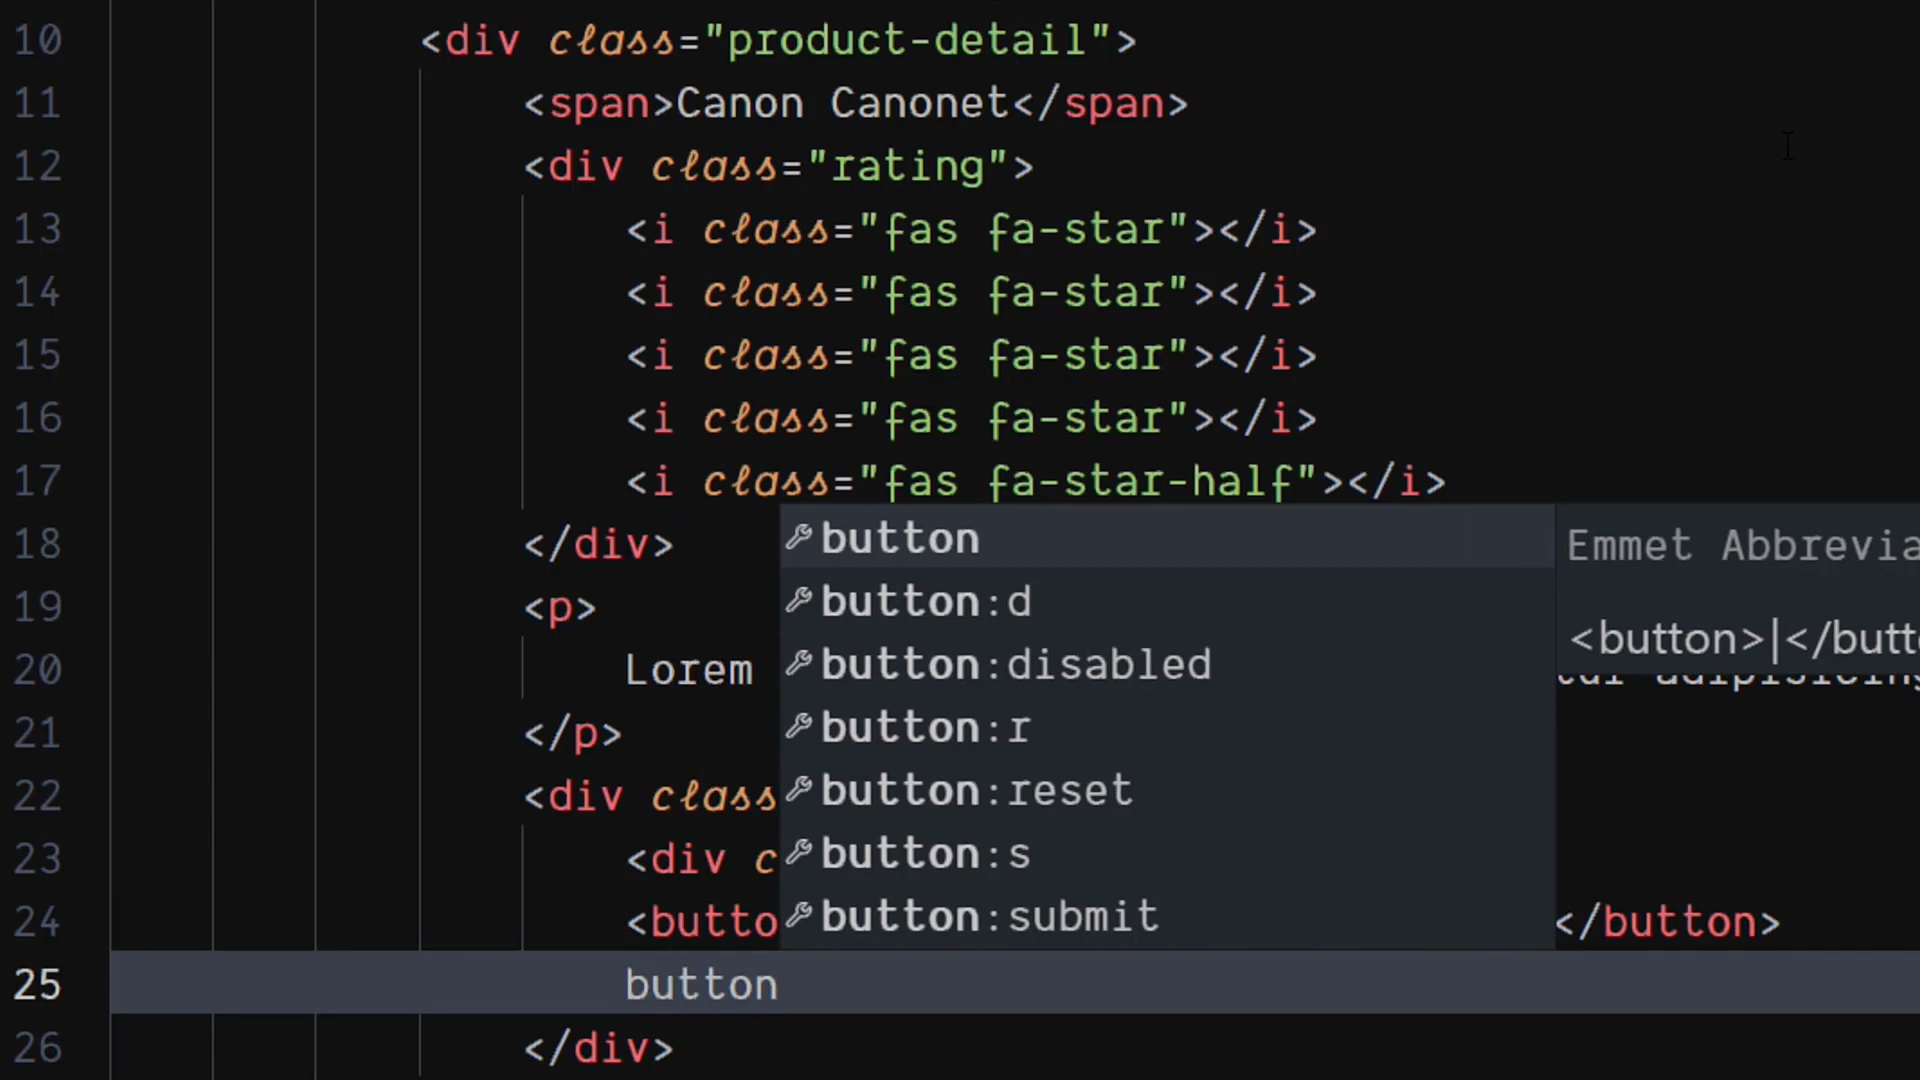 10 <div class="product-detail">
11 <span>Canon Canonet</span>
12 <div class="rating">
13 <i class="fas fa-star"></i>
14 <i class="fas fa-star"></i>
15 <i class="fas fa-star"></i>
16 <i class="fas fa-star"></i>
17 <i class="fas fa-star-half"></i>
18 </div>
button
Emmet Abbrevia
button:d
19 <p>
<button>|</butt
button:disabled
20 Lorem
button:r
21 </p>
button:reset
22 <div class
button:s
23 <div c
button:submit
24 <butto </button>
25 button
26 </div>